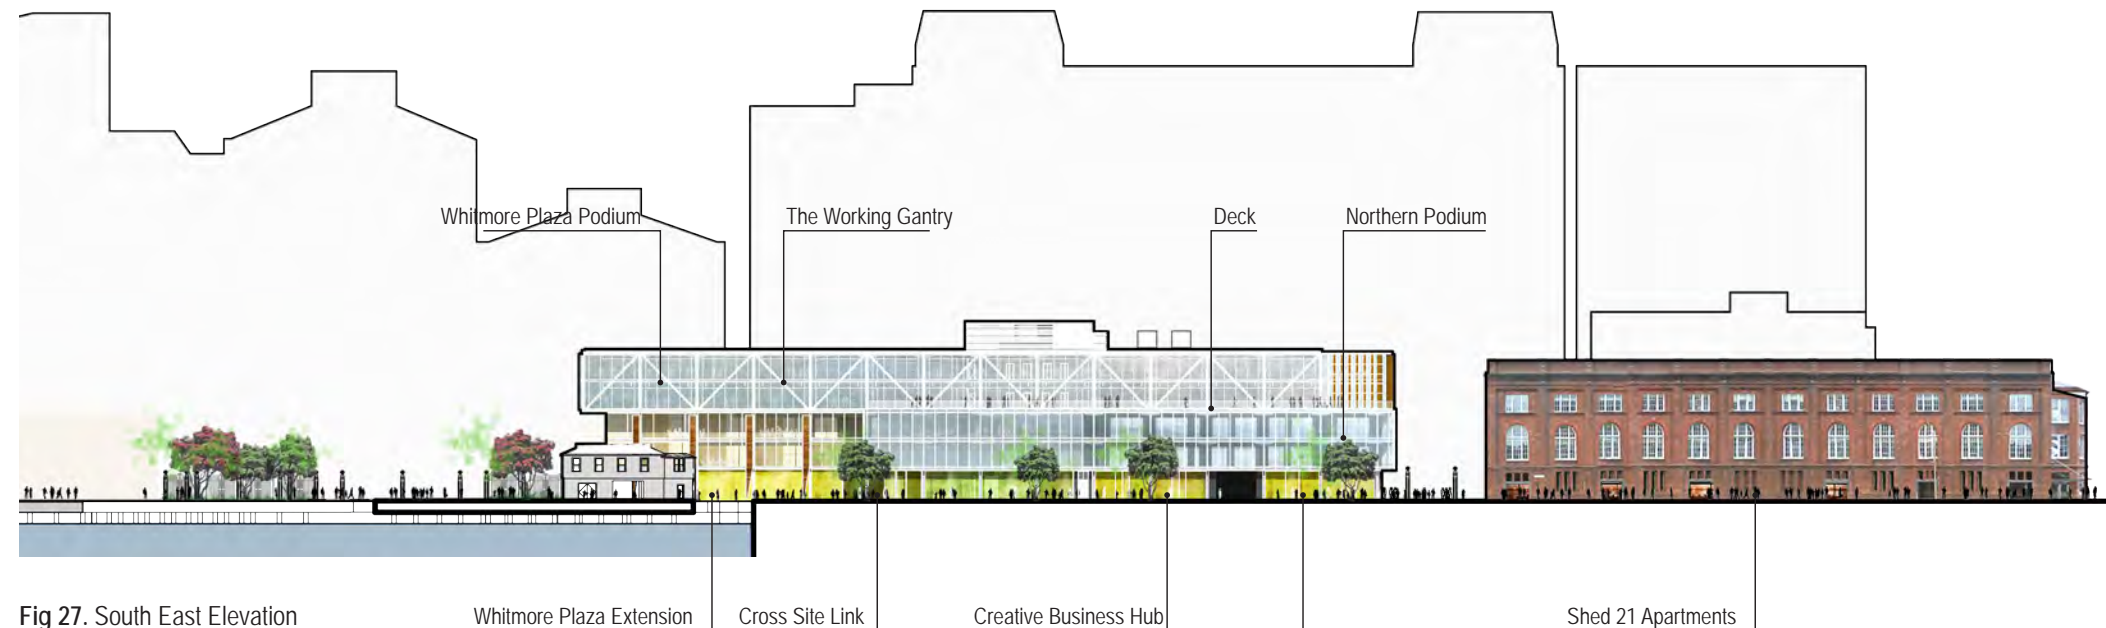 Whitmore Plaza Podium
The Working Gantry
Deck
Northern Podium
Fig 27. South East Elevation
Whitmore Plaza Extension
Cross Site Link
Creative Business Hub
Shed 21 Apartments